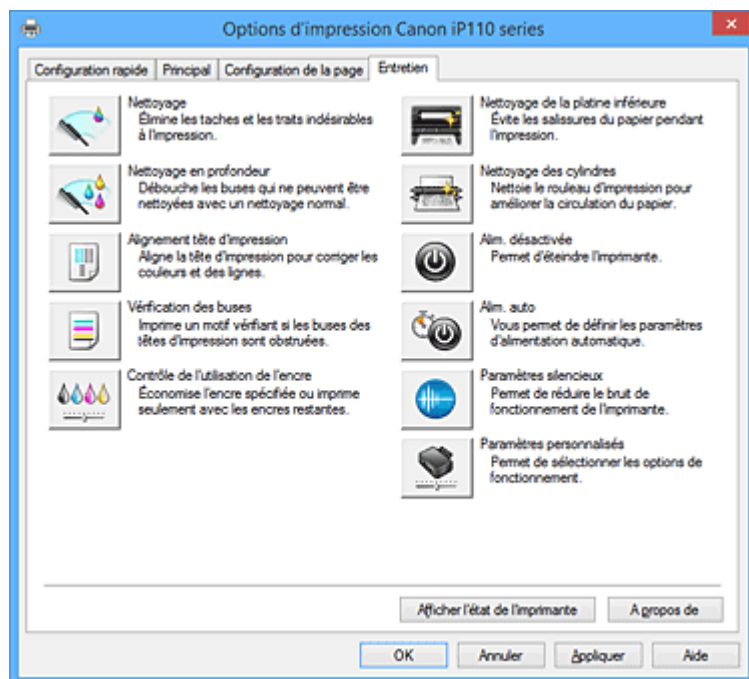 Options d'impression Canon iP110 series
Configuration rapide
Principal
Configuration de la page
Entretien
Nettoyage
Élimine les taches et les traits indésirables
à l'impression.
Nettoyage en profondeur
Débouche les buses qui ne peuvent être
nettoyées avec un nettoyage normal.
Alignement tête d'impression
Aligne la tête d'impression pour corriger les
couleurs et des lignes.
Vérification des buses
Imprime un motif vérifiant si les buses des
têtes d'impression sont obstruées.
Contrôle de l'utilisation de l'encre
Économise l'encre spécifiée ou imprime
seulement avec les encres restantes.
Nettoyage de la platine inférieure
Évite les salissures du papier pendant
l'impression.
Nettoyage des cylindres
Nettoie le rouleau d'impression pour
améliorer la circulation du papier.
Alim. désactivée
Permet d'éteindre l'imprimante.
Alim. auto
Vous permet de définir les paramètres
d'alimentation automatique.
Paramètres silencieux
Permet de réduire le bruit de
fonctionnement de l'imprimante.
Paramètres personnalisés
Permet de sélectionner les options de
fonctionnement.
Afficher l'état de l'imprimante
A propos de
OK
Annuler
Appliquer
Aide